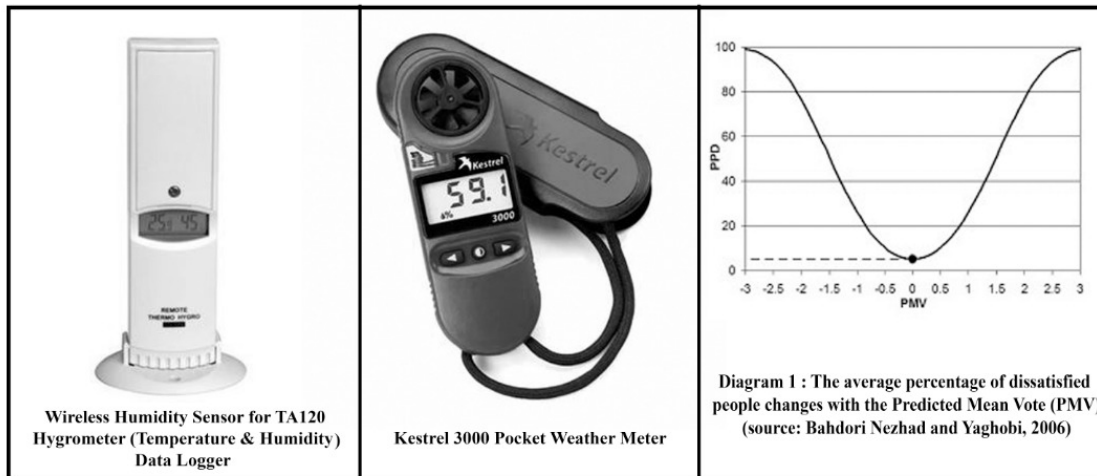 25 45
REMOTE
THERMO HYGRO
Wireless Humidity Sensor for TA120
Hygrometer (Temperature & Humidity)
Data Logger
Kestrel
Kestrel
59.1
%
3000
Kestrel 3000 Pocket Weather Meter
PPD
100
80
60
40
20
0
-3 -2.5 -2 -1.5 -1 -0.5 0 0.5 1 1.5 2 2.5 3
PMV
Diagram 1 : The average percentage of dissatisfied
people changes with the Predicted Mean Vote (PMV)
(source: Bahdori Nezhad and Yaghobi, 2006)